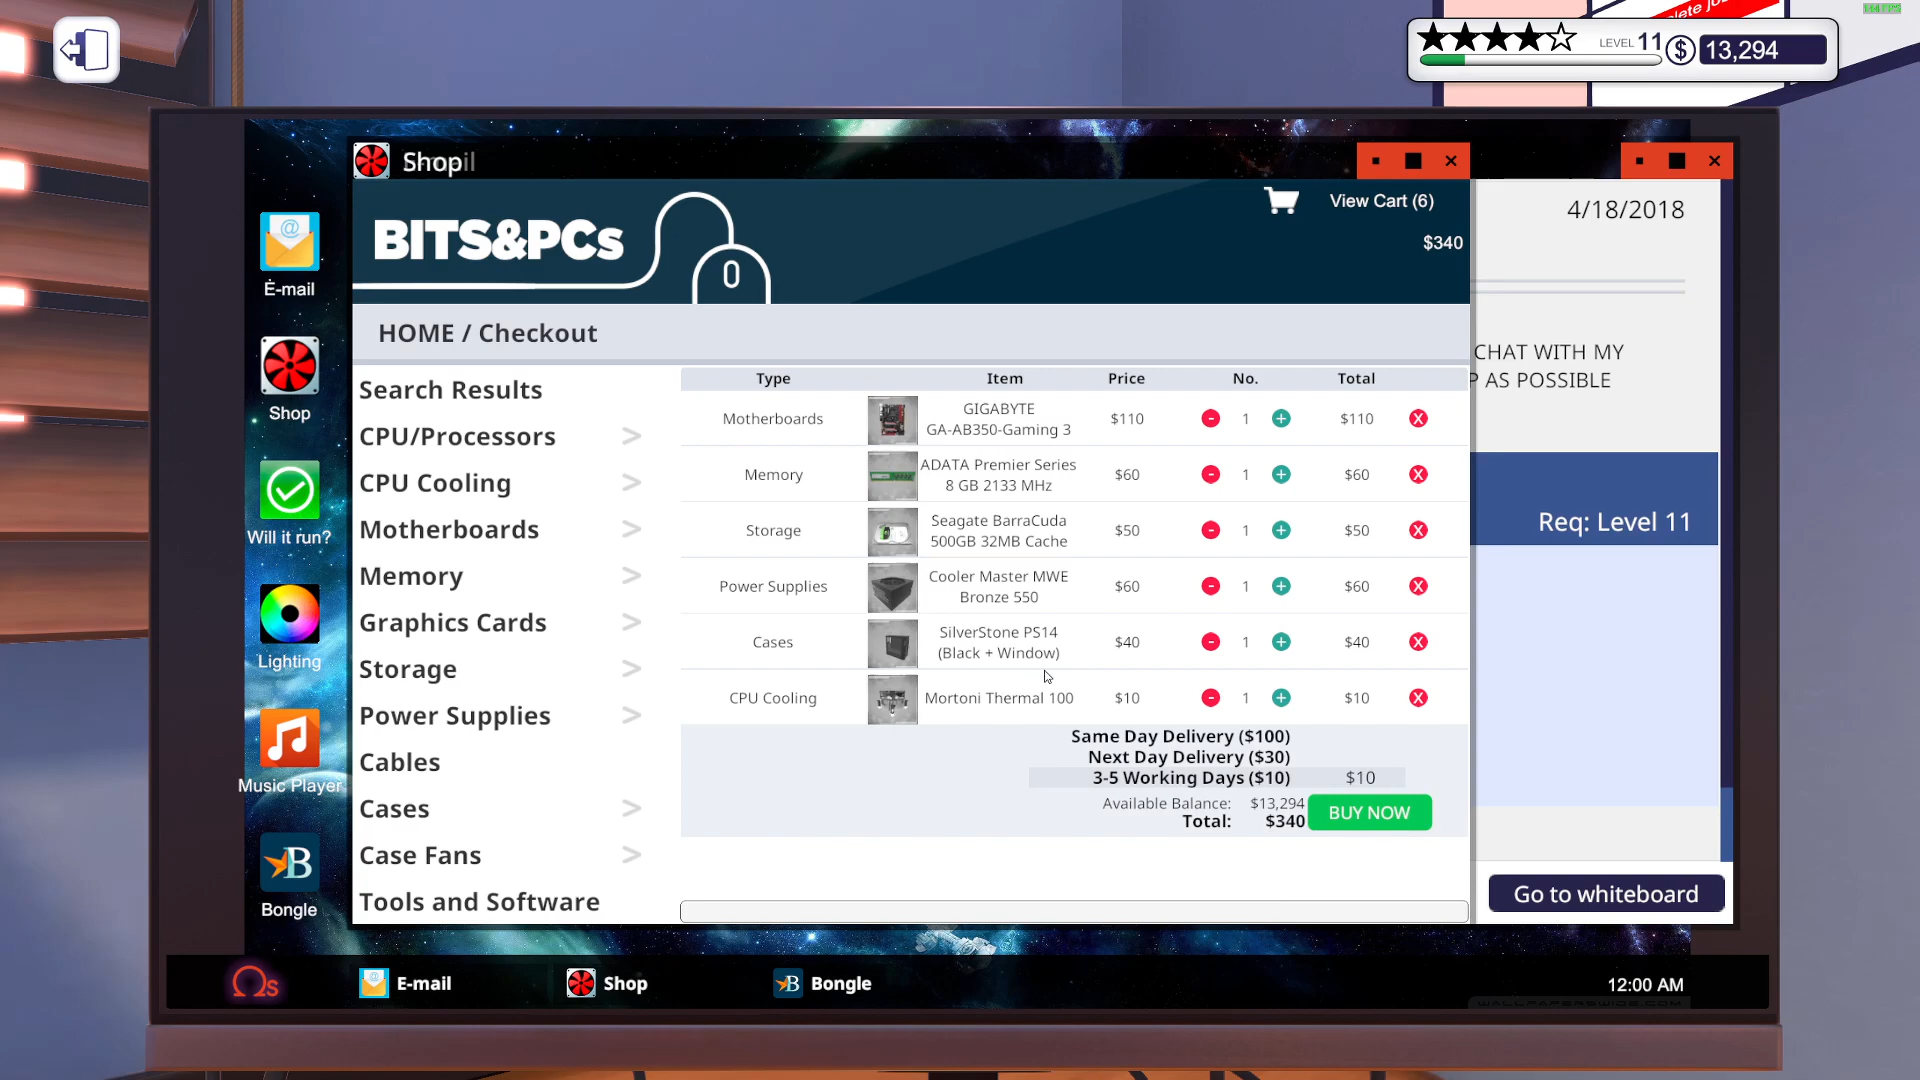 LEVEL 11
$ 13,294
Shop
View Cart (6)
$340
BITS&PCs
HOME / Checkout
4/18/2018
CHAT WITH MY
AS POSSIBLE
Req: Level 11
Go to whiteboard
E-mail
Shop
Will it run?
Lighting
Music Player
Bongle
Search Results
CPU/Processors >
CPU Cooling >
Motherboards >
Memory >
Graphics Cards >
Storage >
Power Supplies >
Cables
Cases >
Case Fans >
Tools and Software
Type Item Price No. Total
Motherboards GIGABYTE GA-AB350-Gaming 3 $110 - 1 + $110 X
Memory ADATA Premier Series 8 GB 2133 MHz $60 - 1 + $60 X
Storage Seagate BarraCuda 500GB 32MB Cache $50 - 1 + $50 X
Power Supplies Cooler Master MWE Bronze 550 $60 - 1 + $60 X
Cases SilverStone PS14 (Black + Window) $40 - 1 + $40 X
CPU Cooling Mortoni Thermal 100 $10 - 1 + $10 X
Same Day Delivery ($100)
Next Day Delivery ($30)
3-5 Working Days ($10) $10
Available Balance: $13,294
Total: $340
BUY NOW
E-mail
Shop
Bongle
12:00 AM
WALLPAPERSWIDE.COM